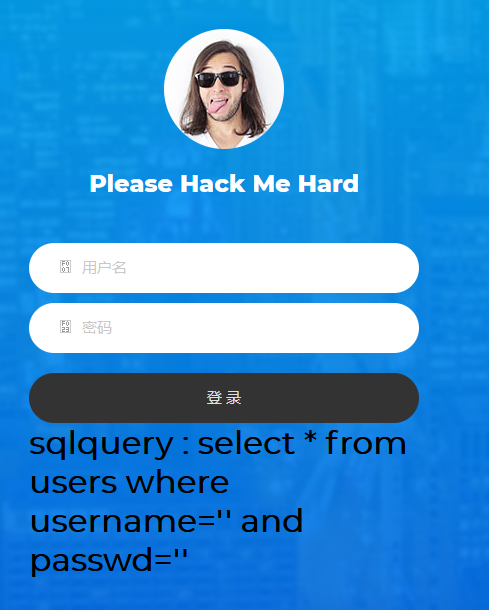 Please Hack Me Hard
用户名
密码
登 录
sqlquery : select * from
users where
username='' and
passwd=''